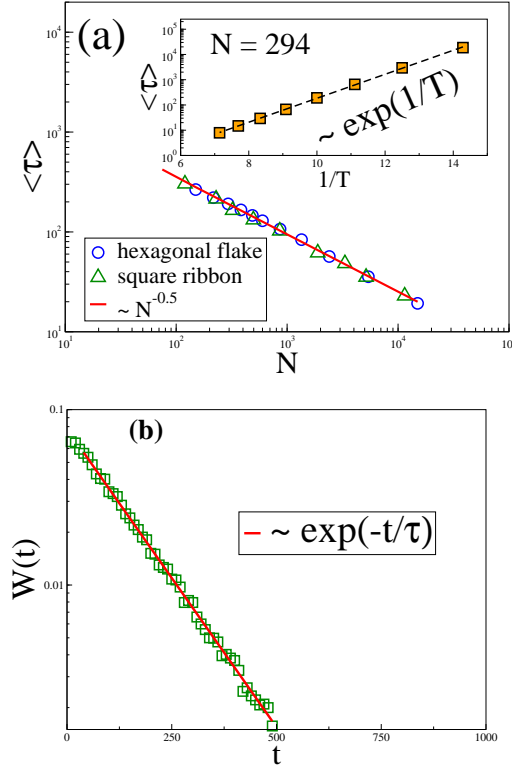 (a)
N = 294
<τ>
10^5
10^4
10^3
10^2
10^1
10^0
6
8
10
12
14
1/T
~ exp(1/T)
<τ>
10^4
10^3
10^2
10^1
hexagonal flake
square ribbon
~ N^-0.5
10^1
10^2
10^3
10^4
10^5
N
(b)
W(t)
0.1
0.01
~ exp(-t/τ)
0
250
500
750
1000
t